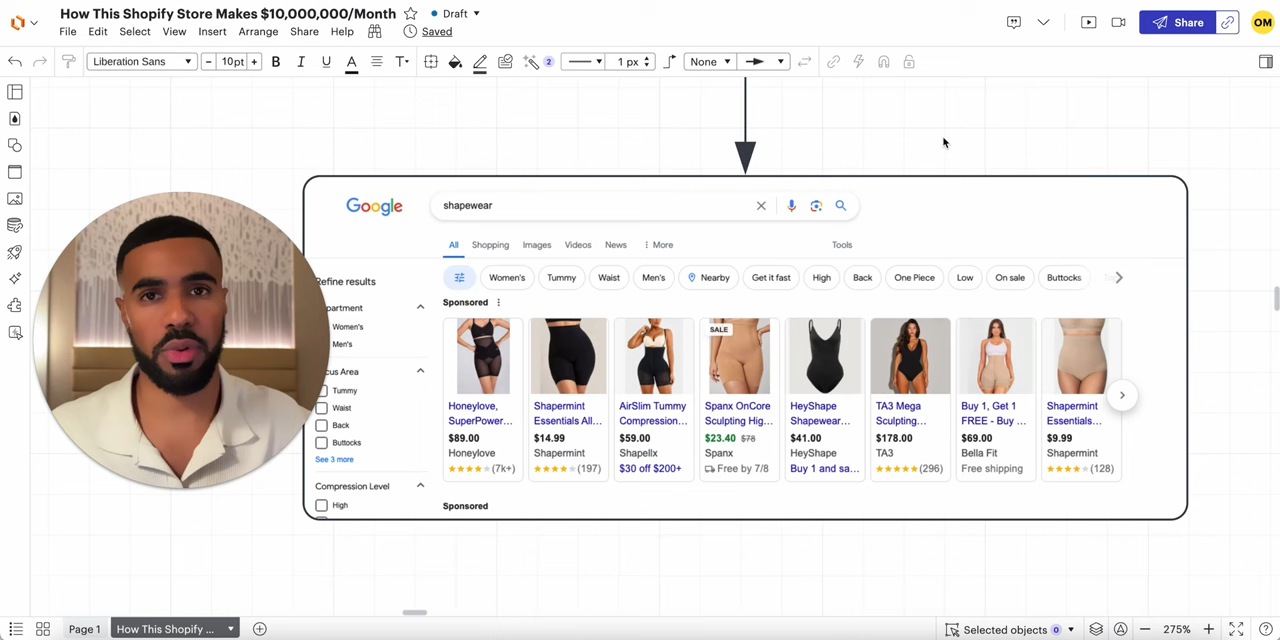 How This Shopify Store Makes $10,000,000/Month
Draft
File Edit Select View Insert Arrange Share Help
Saved
Share
OM
Liberation Sans
10pt
B I U A T
2
1 px
None
Google
shapewear
All Shopping Images Videos News More Tools
Women's Tummy Waist Men's Nearby Get it fast High Back One Piece Low On sale Buttocks
Refine results
partment
Women's
Men's
cus Area
Tummy
Waist
Back
Buttocks
See 3 more
Compression Level
High
Sponsored
SALE
Honeylove, SuperPower...
$89.00
Honeylove
(7k+)
Shapermint Essentials All...
$14.99
Shapermint
(197)
AirSlim Tummy Compression...
$59.00
Shapellx
$30 off $200+
Spanx OnCore Sculpting Hig...
$23.40 $78
Spanx
Free by 7/8
HeyShape Shapewear...
$41.00
HeyShape
Buy 1 and sa...
TA3 Mega Sculpting...
$178.00
TA3
(296)
Buy 1, Get 1 FREE - Buy ...
$69.00
Bella Fit
Free shipping
Shapermint Essentials...
$9.99
Shapermint
(128)
Sponsored
Page 1
How This Shopify ...
Selected objects 0
275%